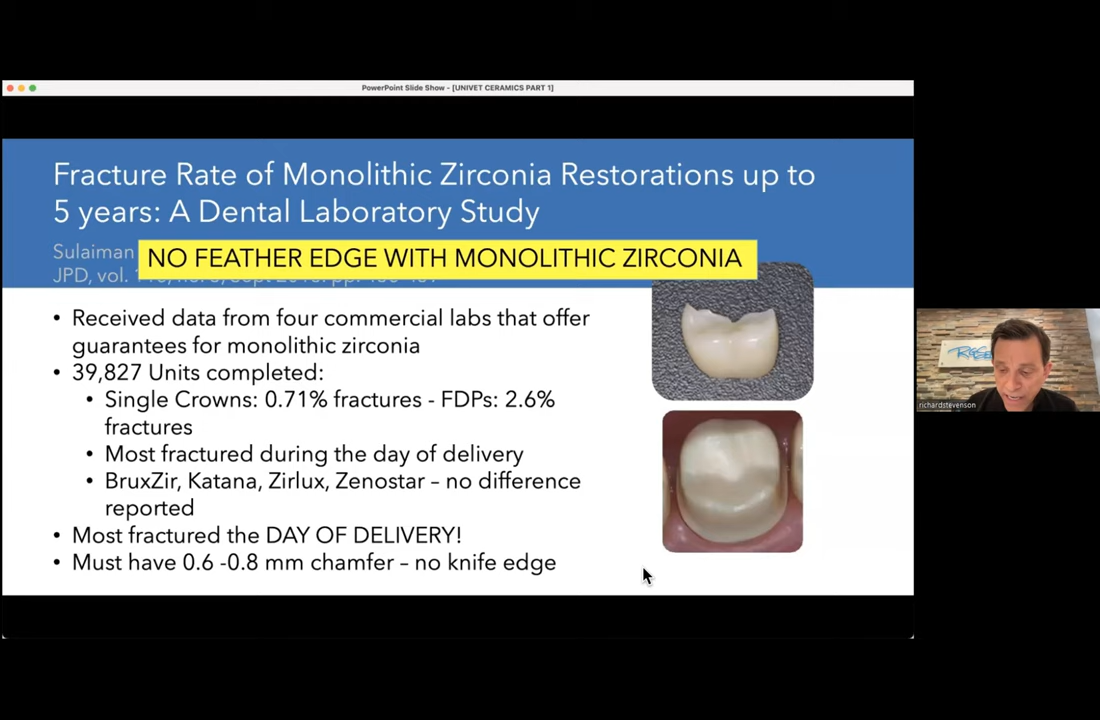 PowerPoint Slide Show - [UNIVET CERAMICS PART 1]
Fracture Rate of Monolithic Zirconia Restorations up to
5 years: A Dental Laboratory Study
Sulaiman
NO FEATHER EDGE WITH MONOLITHIC ZIRCONIA
JPD, vol.
• Received data from four commercial labs that offer
guarantees for monolithic zirconia
• 39,827 Units completed:
• Single Crowns: 0.71% fractures - FDPs: 2.6%
fractures
• Most fractured during the day of delivery
• BruxZir, Katana, Zirlux, Zenostar – no difference
reported
• Most fractured the DAY OF DELIVERY!
• Must have 0.6 -0.8 mm chamfer – no knife edge
richardstevenson